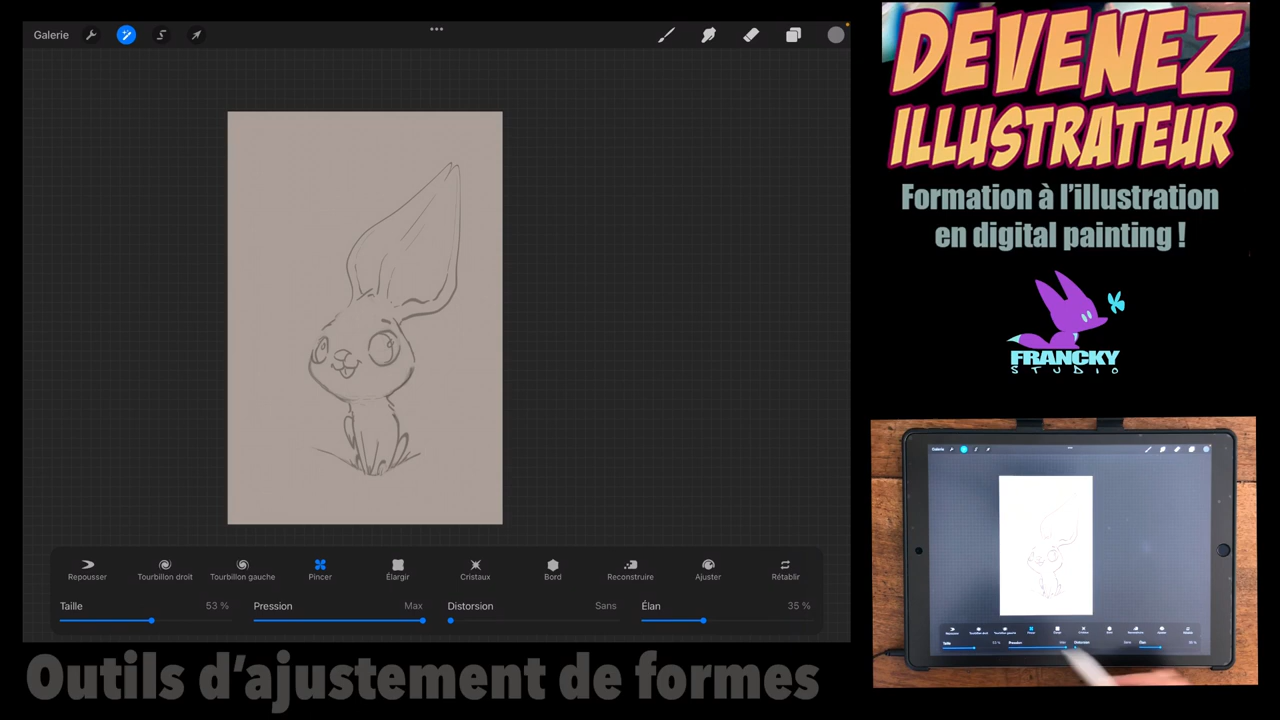 Galerie
Repousser
Tourbillon droit
Tourbillon gauche
Pincer
Élargir
Cristaux
Bord
Reconstruire
Ajuster
Rétablir
Taille 53 %
Pression Max
Distorsion Sans
Élan 35 %
Outils d'ajustement de formes
DEVENEZ
ILLUSTRATEUR
Formation à l'illustration
en digital painting !
FRANCKY
STUDIO